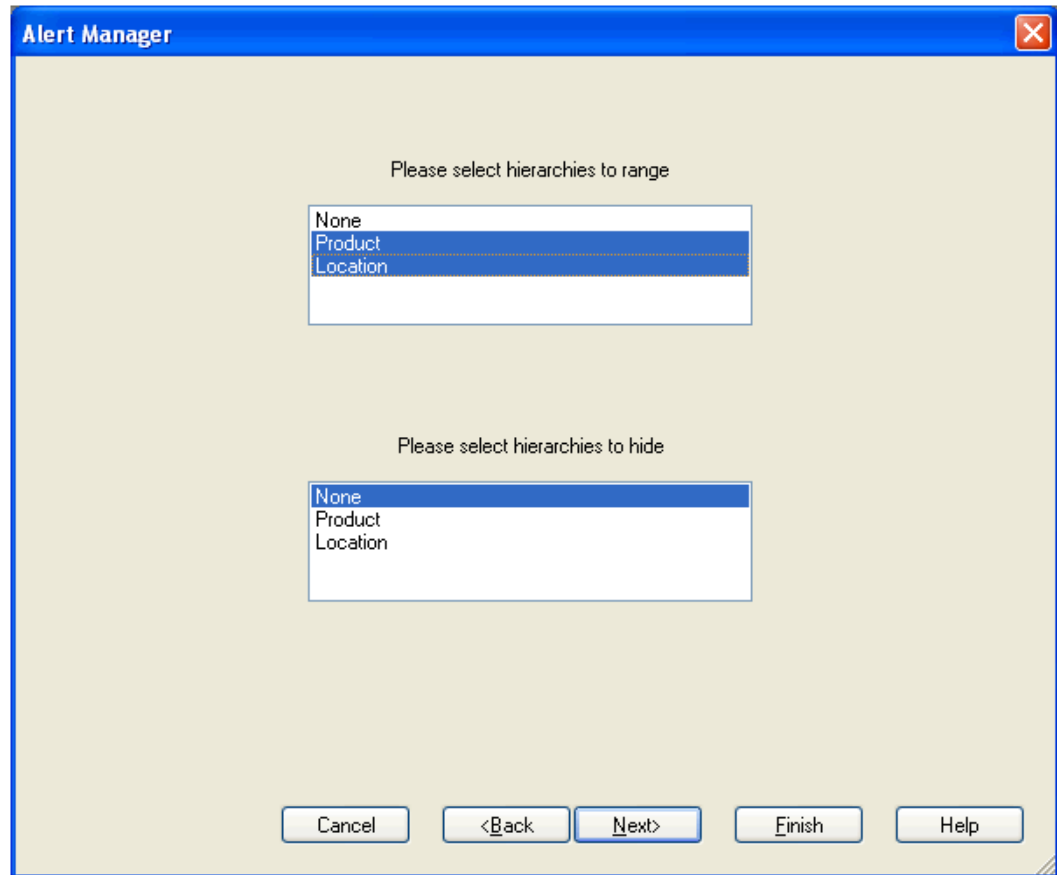 Alert Manager
Please select hierarchies to range
None
Product
Location
Please select hierarchies to hide
None
Product
Location
Cancel <Back Next> Finish Help